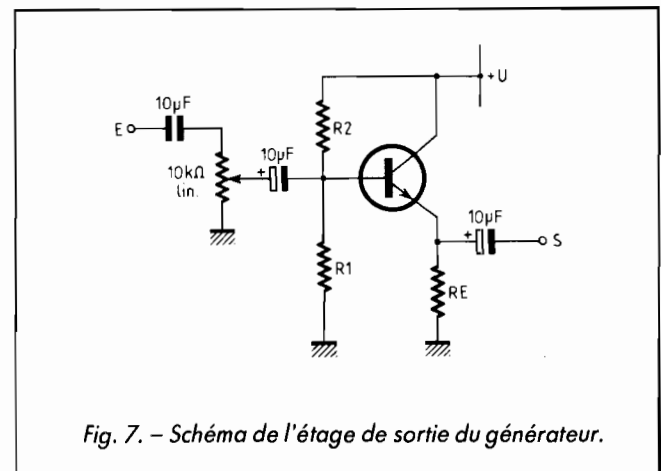 +U
10µF
E
R2
10µF
10kΩ
lin.
+
10µF
+
S
R1
RE
Fig. 7. – Schéma de l'étage de sortie du générateur.